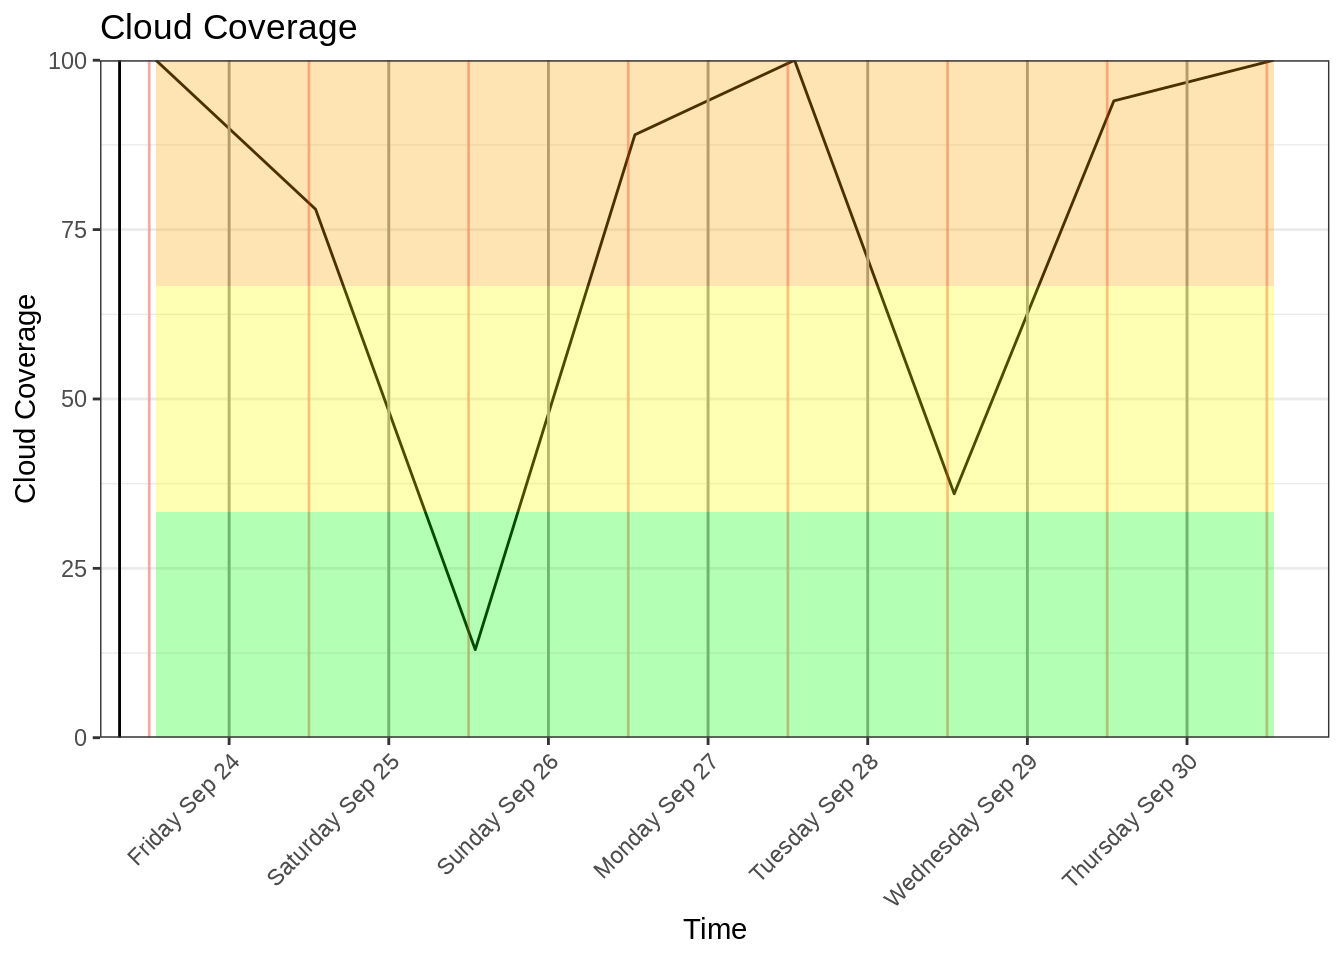 Cloud Coverage
100
75
50
25
0
Cloud Coverage
Friday Sep 24
Saturday Sep 25
Sunday Sep 26
Monday Sep 27
Tuesday Sep 28
Wednesday Sep 29
Thursday Sep 30
Time